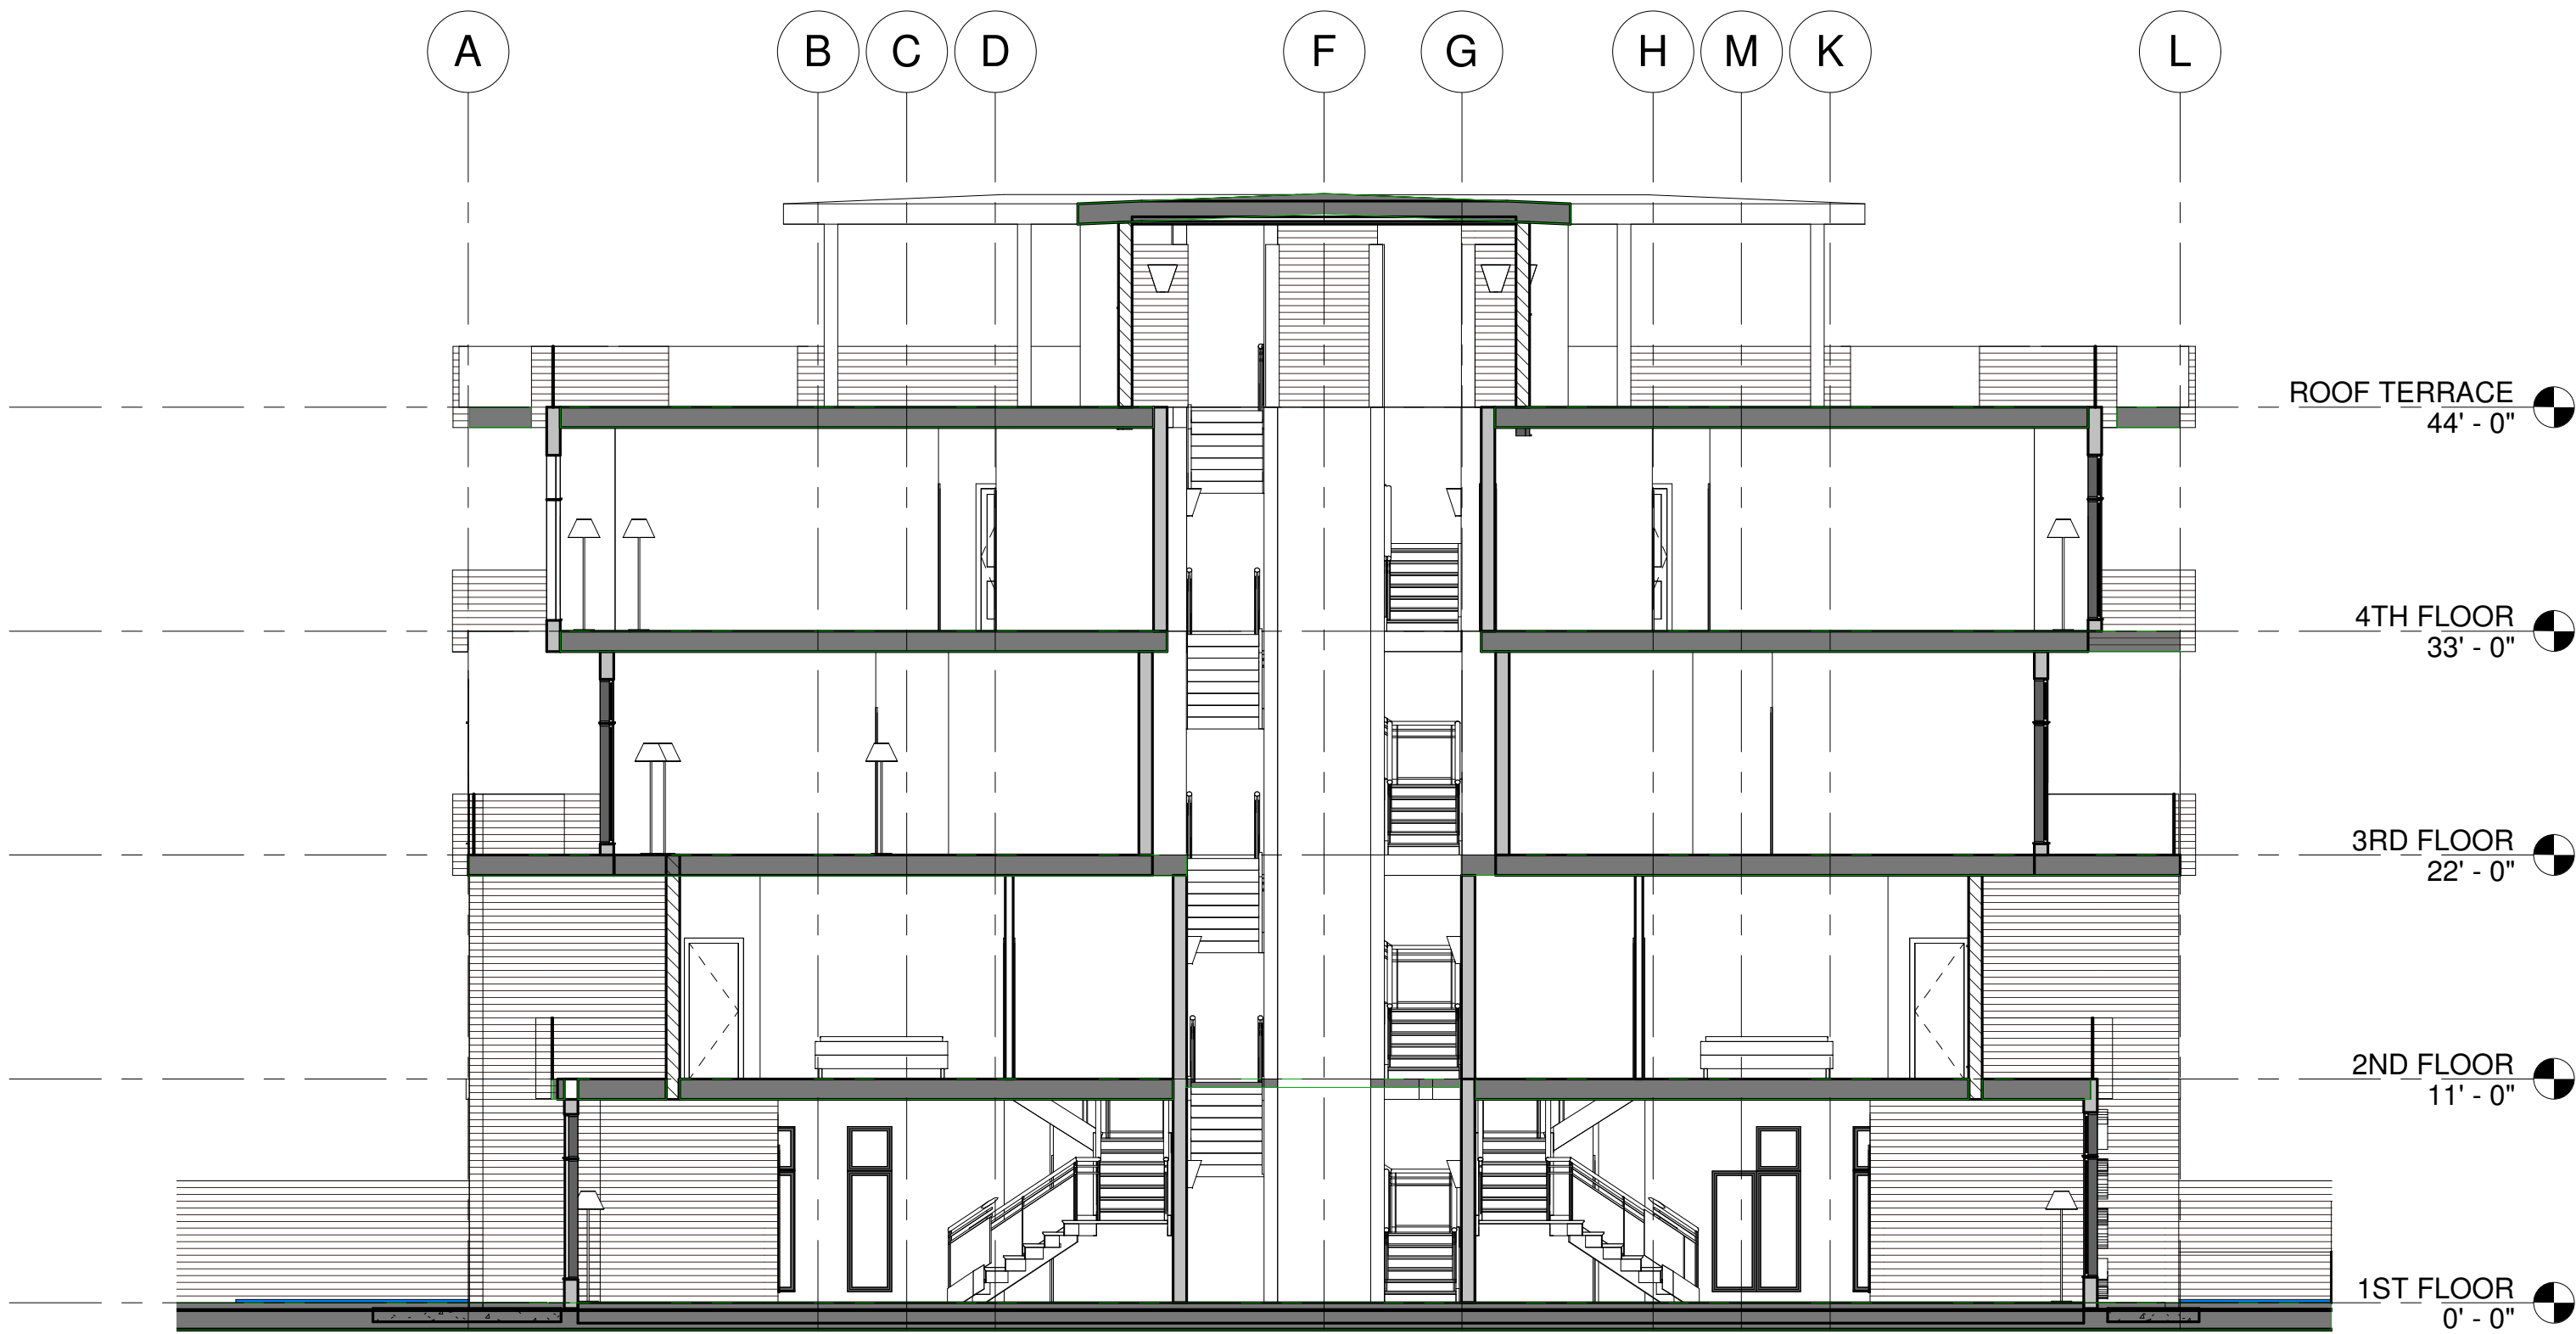 A B C D F G H M K L
ROOF TERRACE
44' - 0"
4TH FLOOR
33' - 0"
3RD FLOOR
22' - 0"
2ND FLOOR
11' - 0"
1ST FLOOR
0' - 0"